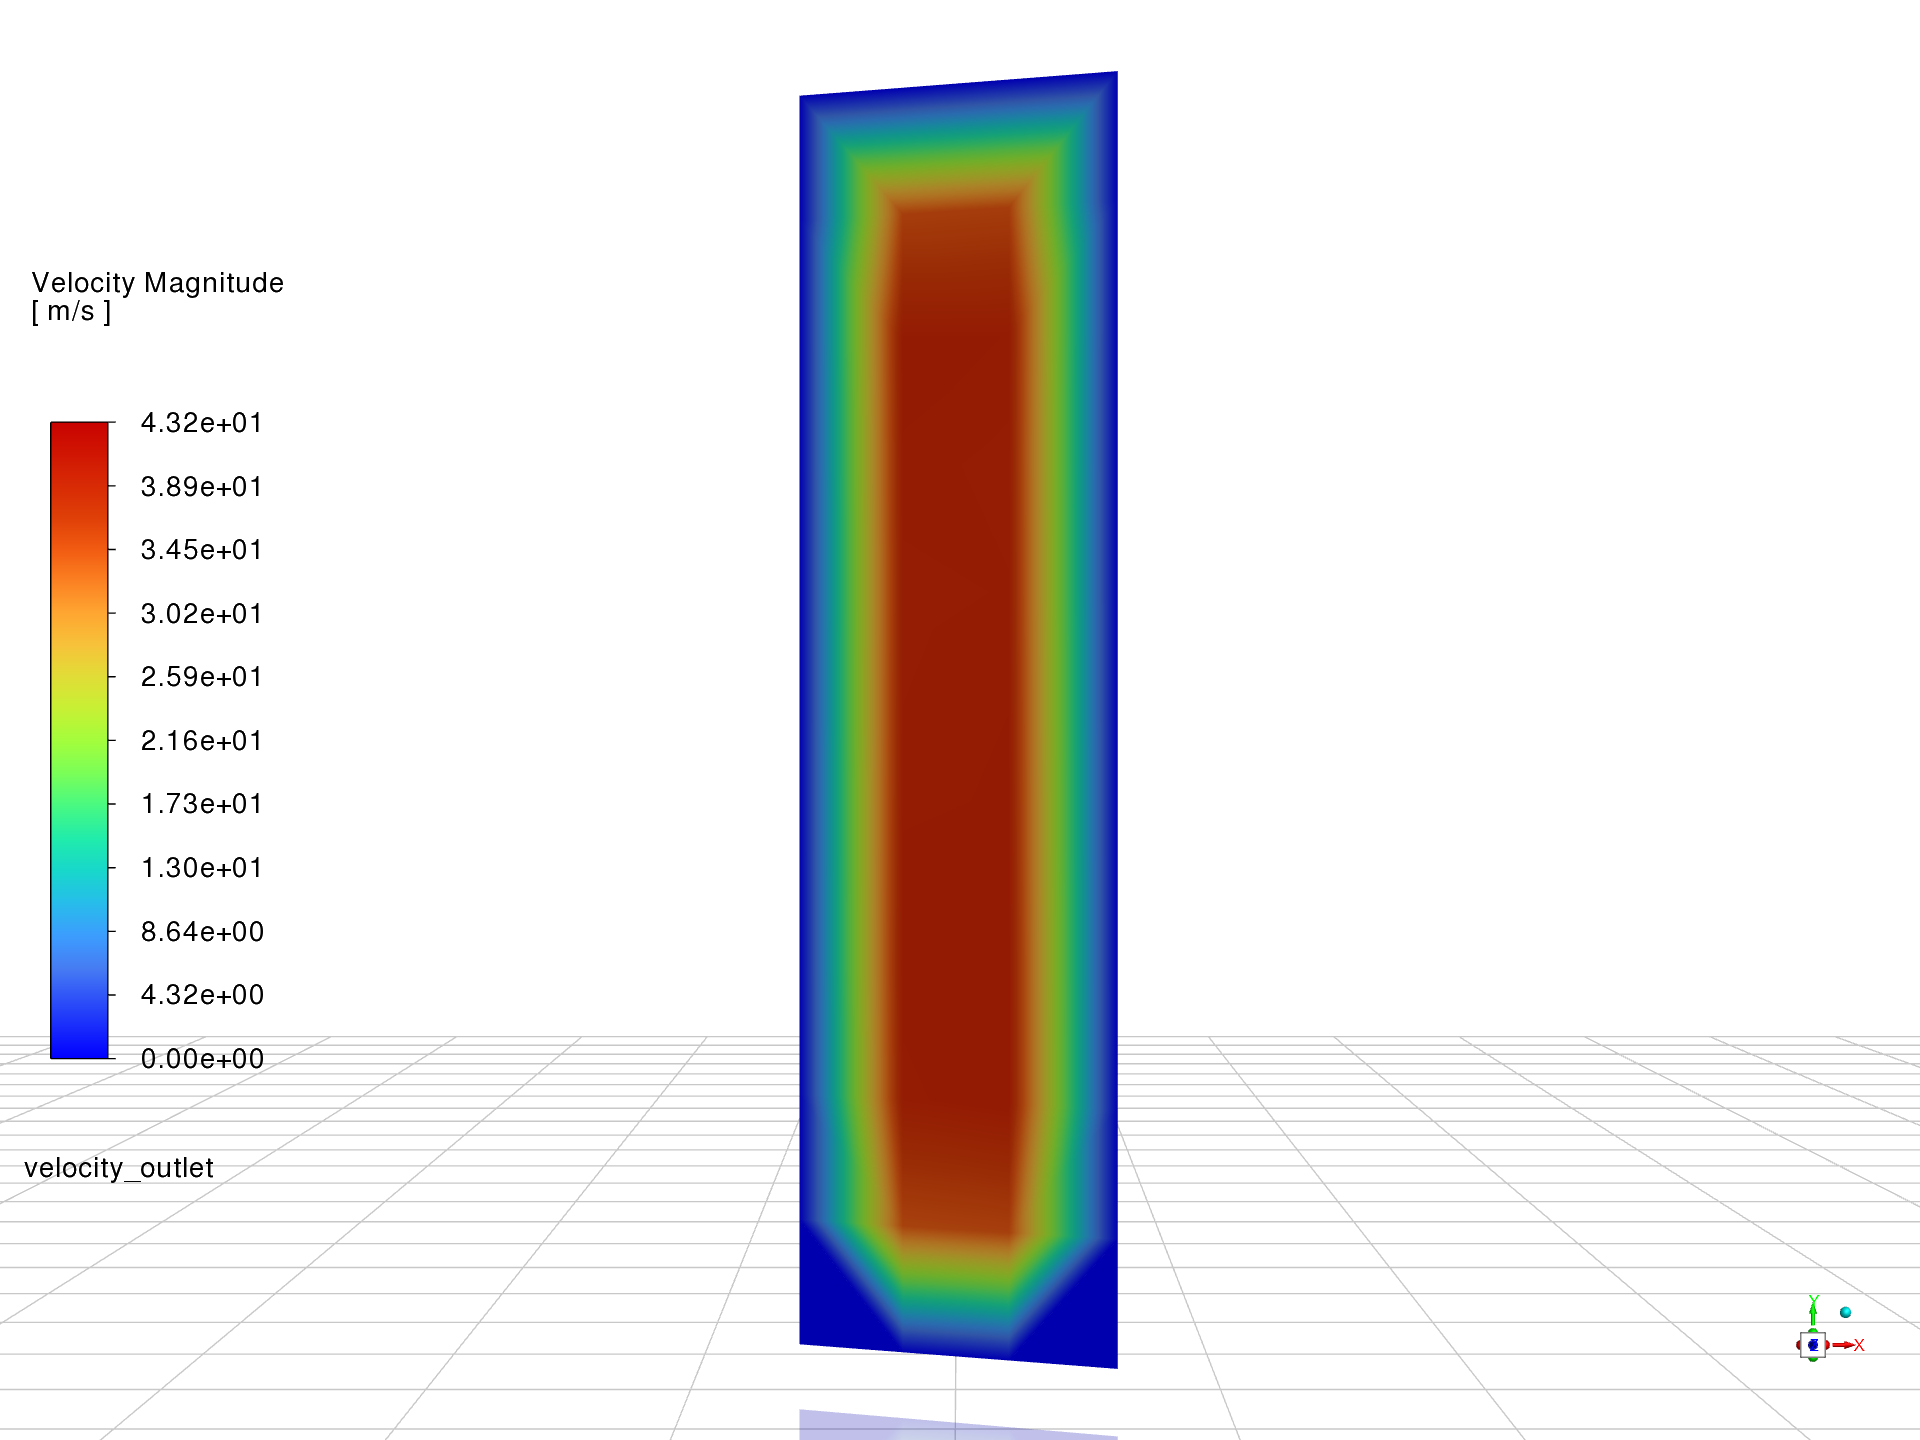 Velocity Magnitude
[ m/s ]
4.32e+01
3.89e+01
3.45e+01
3.02e+01
2.59e+01
2.16e+01
1.73e+01
1.30e+01
8.64e+00
4.32e+00
0.00e+00
velocity_outlet
Y
Z
X